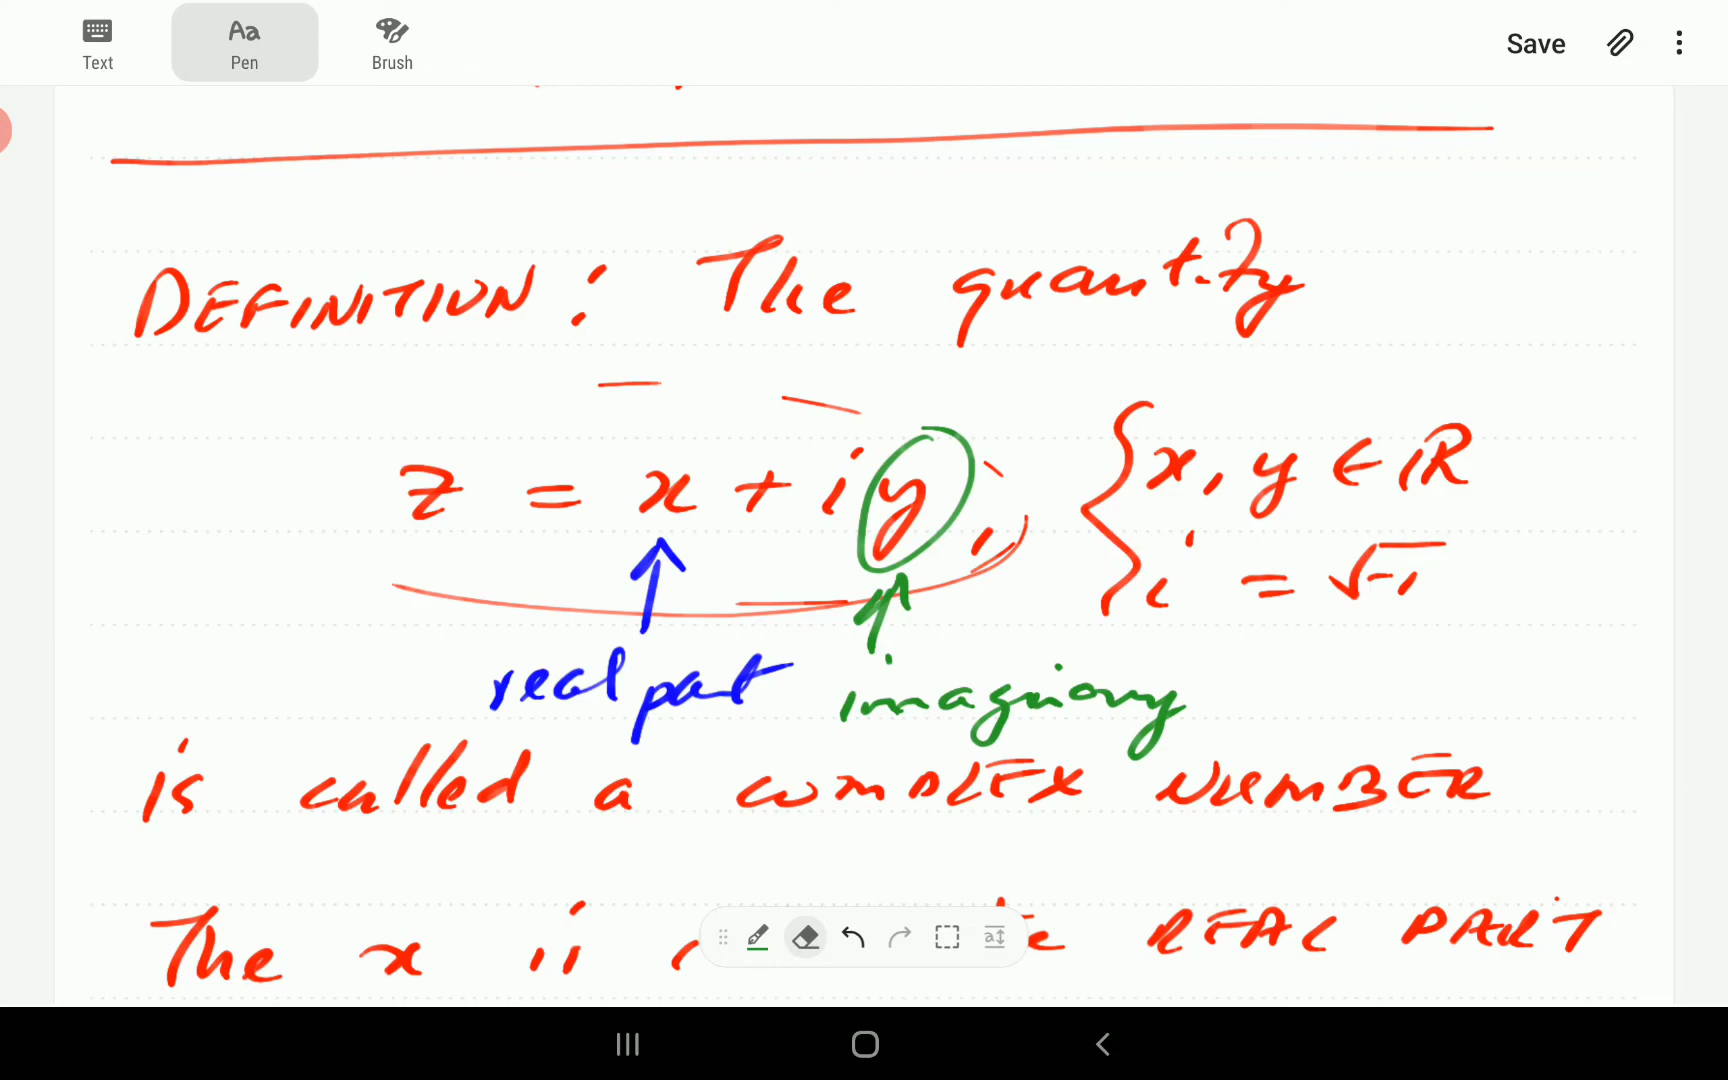 Text
Aa
Pen
Brush
Save
DEFINITION: The quantity
z = x + iy, { x, y ∈ ℝ
i = √-1
real part imaginary
is called a COMPLEX NUMBER
The x is REAL PART